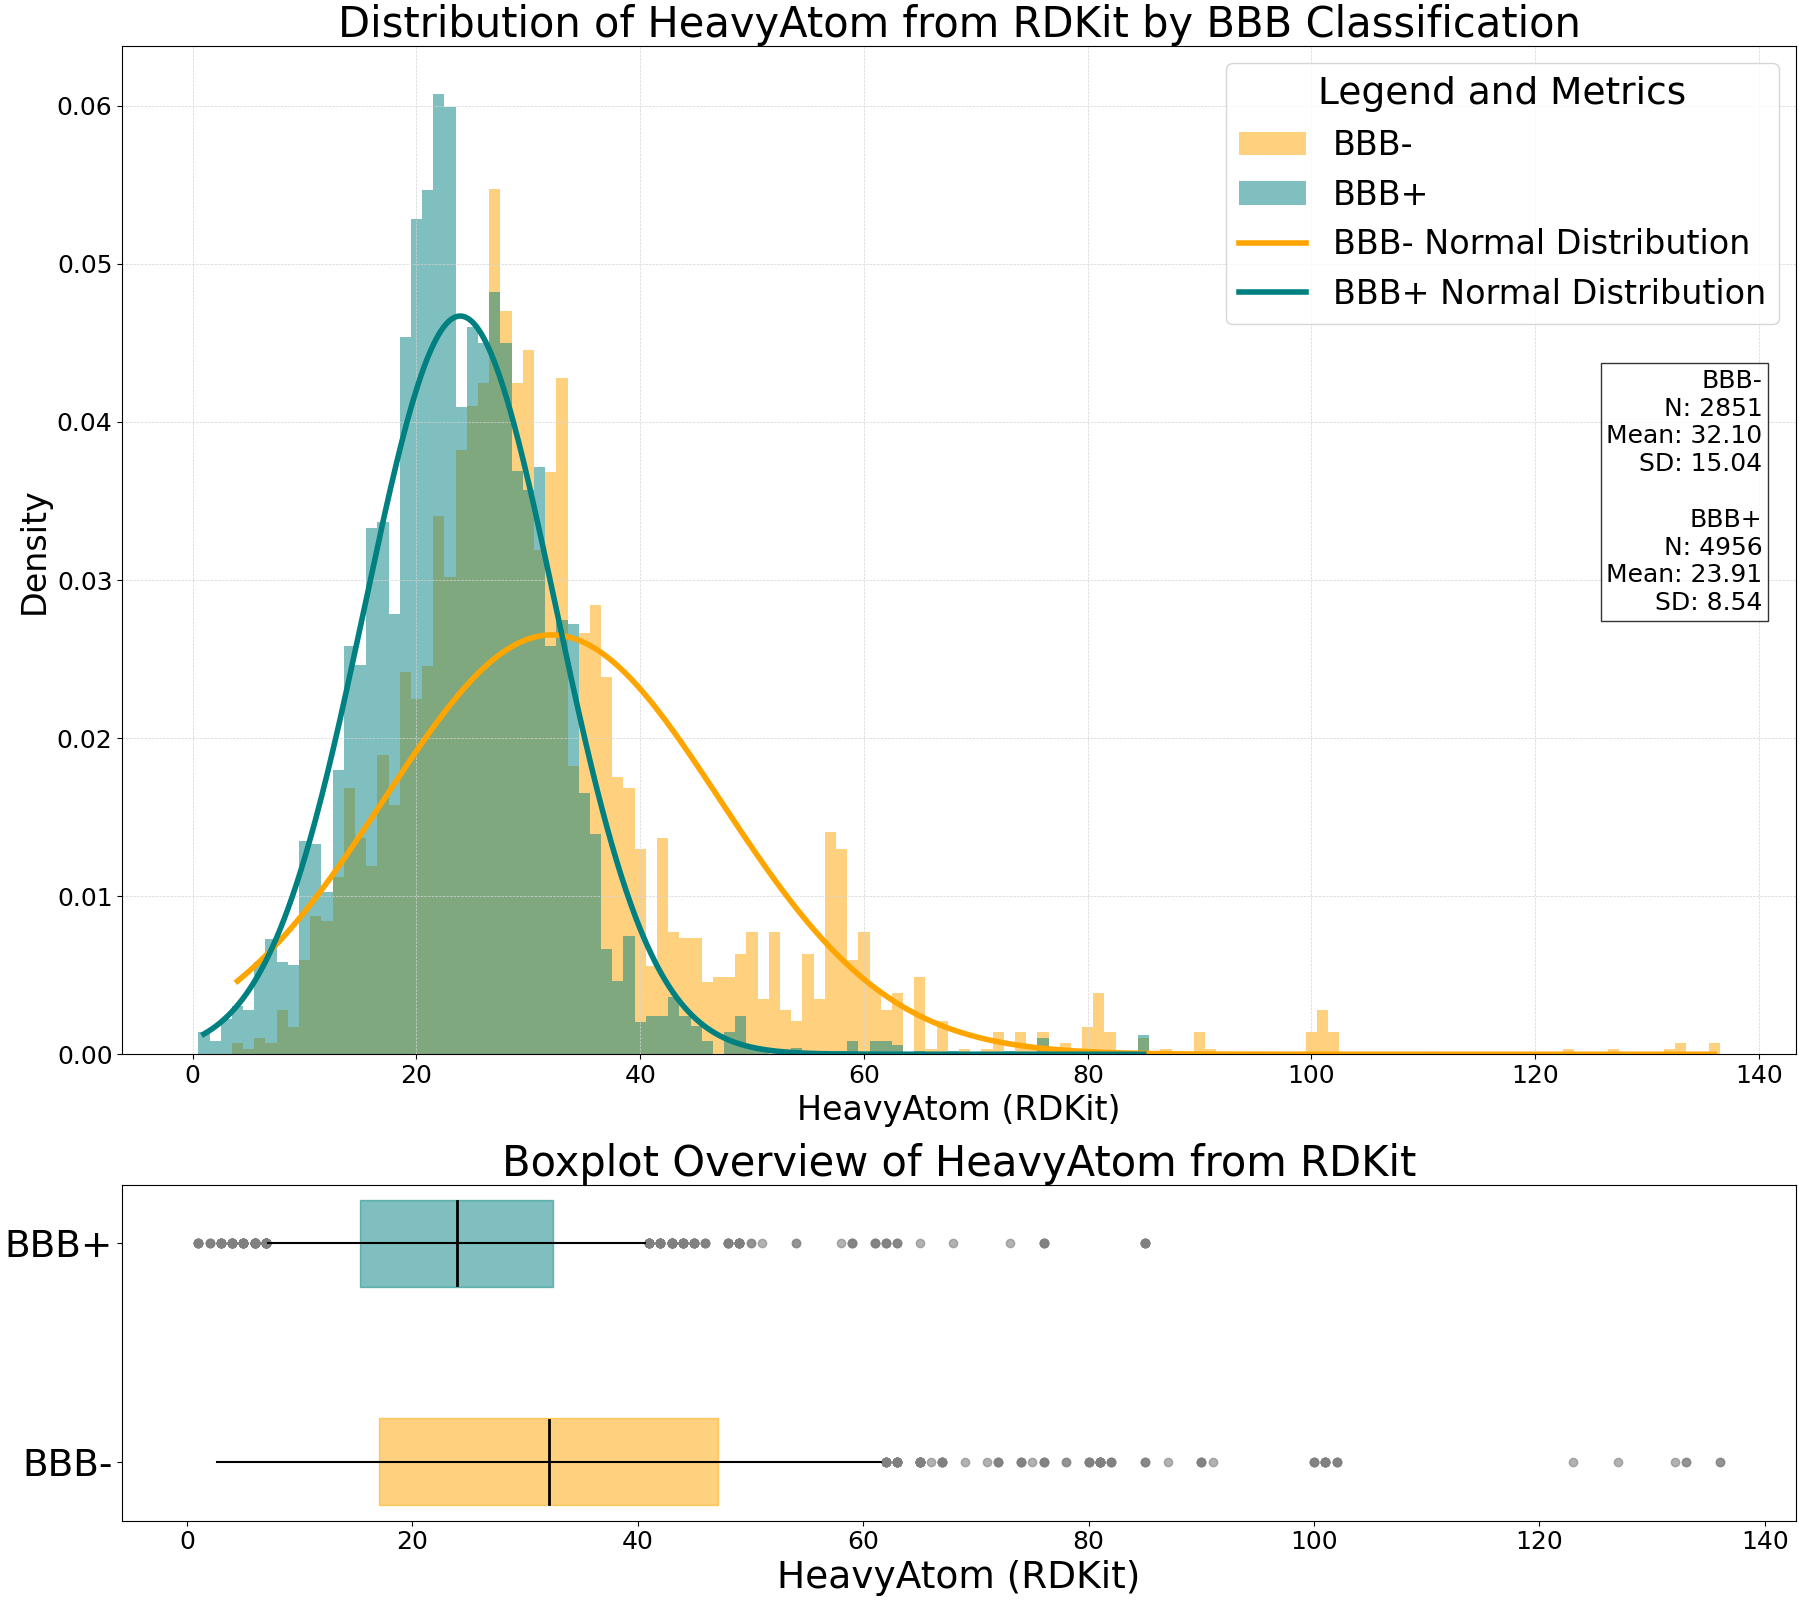 Distribution of HeavyAtom from RDKit by BBB Classification
Legend and Metrics
BBB-
BBB+
BBB- Normal Distribution
BBB+ Normal Distribution
BBB-
N: 2851
Mean: 32.10
SD: 15.04
BBB+
N: 4956
Mean: 23.91
SD: 8.54
Density
0.06
0.05
0.04
0.03
0.02
0.01
0.00
0 20 40 60 80 100 120 140
HeavyAtom (RDKit)
Boxplot Overview of HeavyAtom from RDKit
BBB+
BBB-
0 20 40 60 80 100 120 140
HeavyAtom (RDKit)